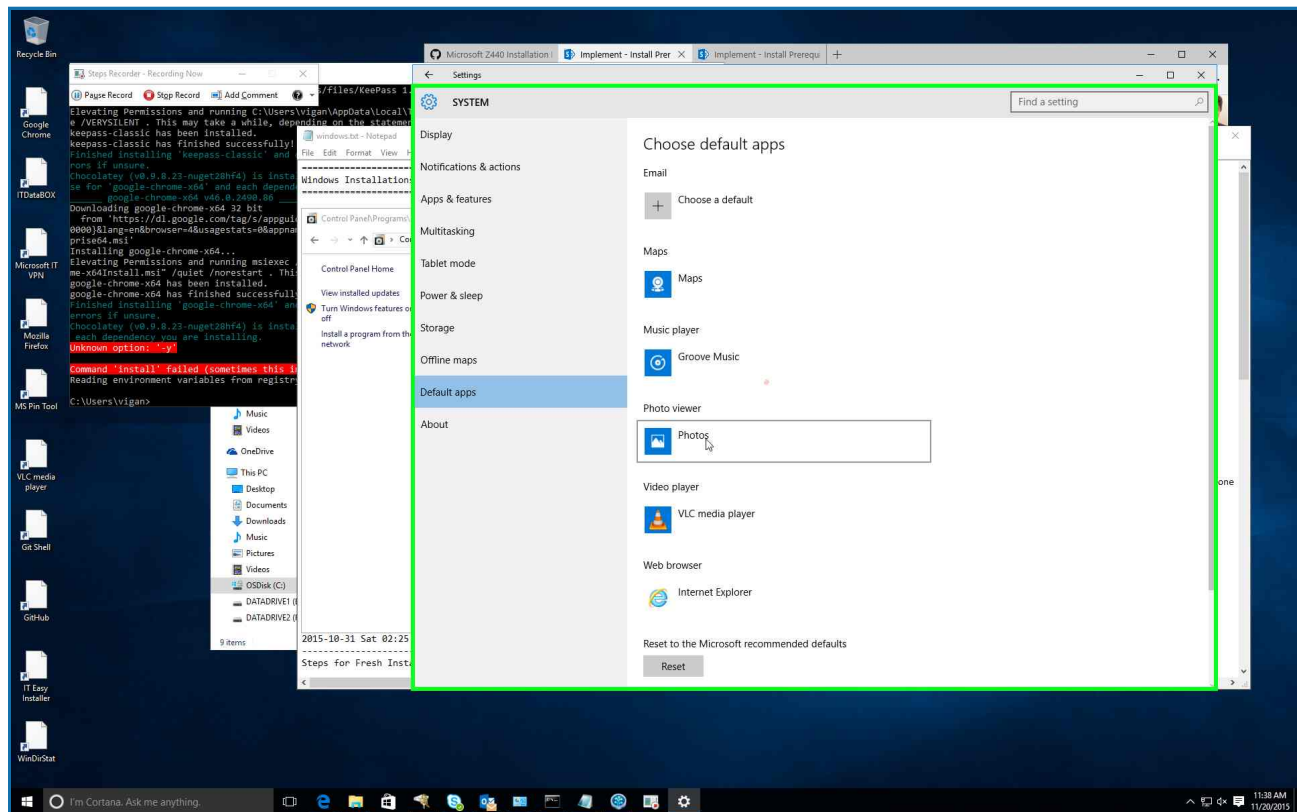 Recycle Bin
Google
Chrome
ITDataBOX
Microsoft IT
VPN
Mozilla
Firefox
MS Pin Tool
VLC media
player
Git Shell
GitHub
IT Easy
Installer
WinDirStat
Steps Recorder - Recording Now
Pause Record Stop Record Add Comment
s/files/KeePass 1.
Elevating Permissions and running C:\Users\vigan\AppData\Local\T
e /VERYSILENT . This may take a while, depending on the statemen
keepass-classic has been installed.
keepass-classic has finished successfully!
Finished installing 'keepass-classic' and
rors if unsure.
Chocolatey (v0.9.8.23-nuget28hf4) is insta
se for 'google-chrome-x64' and each depend
google-chrome-x64 v46.0.2490.86
Downloading google-chrome-x64 32 bit
from 'https://dl.google.com/tag/s/appgui
0000}&lang=en&browser=4&usagestats=0&appna
prise64.msi'
Installing google-chrome-x64...
Elevating Permissions and running msiexec /
me-x64Install.msi" /quiet /norestart . Thi
google-chrome-x64 has been installed.
google-chrome-x64 has finished successfull
Finished installing 'google-chrome-x64' an
errors if unsure.
Chocolatey (v0.9.8.23-nuget28hf4) is insta
each dependency you are installing.
Unknown option: '-y'
Command 'install' failed (sometimes this i
Reading environment variables from registr
C:\Users\vigan>
windows.txt - Notepad
File Edit Format View H
Windows Installations
Control Panel\Programs\
Co
Control Panel Home
View installed updates
Turn Windows features o
off
Install a program from th
network
Music
Videos
OneDrive
This PC
Desktop
Documents
Downloads
Music
Pictures
Videos
OSDisk (C:)
DATADRIVE1 (
DATADRIVE2 (
9 items
2015-10-31 Sat 02:25
Steps for Fresh Insta
one
Microsoft Z440 Installation
Implement - Install Prer
Implement - Install Prerequi
Settings
SYSTEM
Find a setting
Display
Notifications & actions
Apps & features
Multitasking
Tablet mode
Power & sleep
Storage
Offline maps
Default apps
About
Choose default apps
Email
Choose a default
Maps
Maps
Music player
Groove Music
Photo viewer
Photos
Video player
VLC media player
Web browser
Internet Explorer
Reset to the Microsoft recommended defaults
Reset
I'm Cortana. Ask me anything.
11:38 AM
11/20/2015